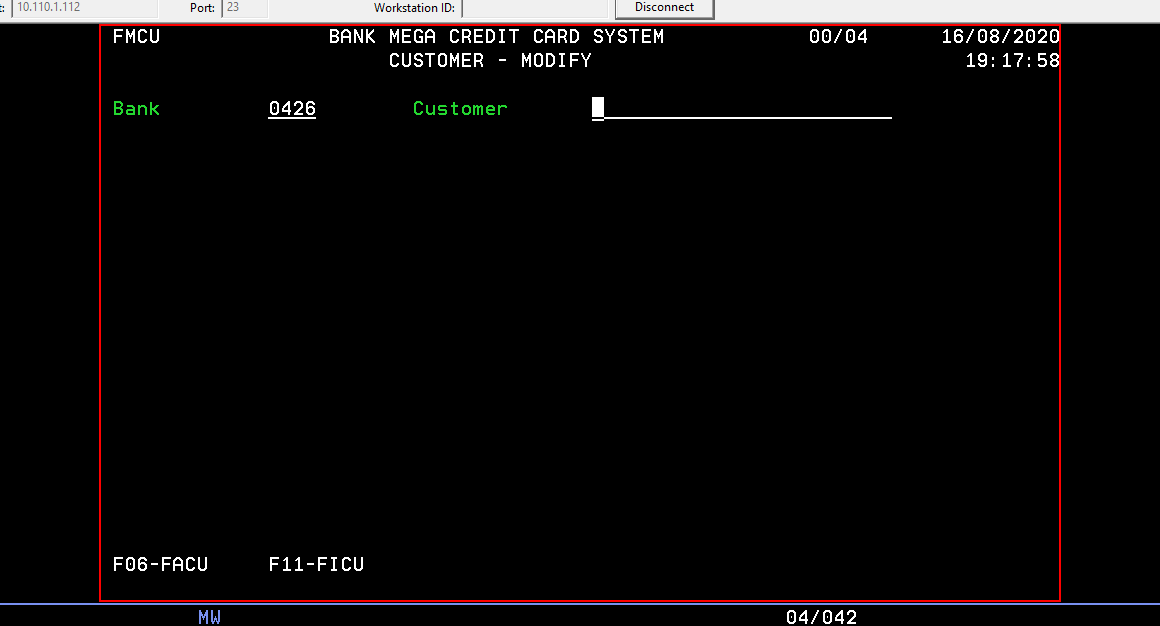 : 10.110.1.112 Port: 23 Workstation ID: Disconnect
FMCU BANK MEGA CREDIT CARD SYSTEM 00/04 16/08/2020
CUSTOMER - MODIFY 19:17:58
Bank 0426 Customer
F06-FACU F11-FICU
MW 04/042